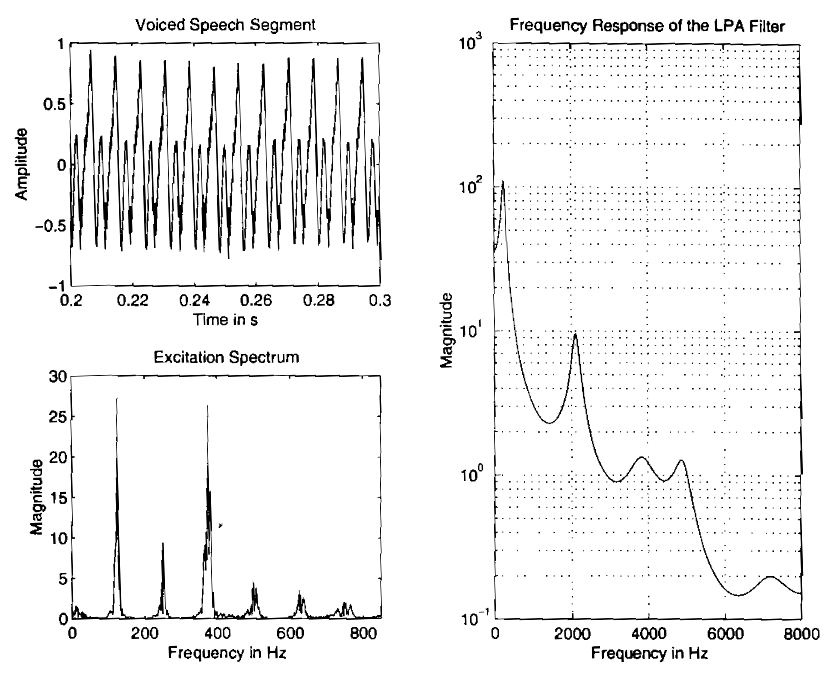 Voiced Speech Segment
1
0.5
0
−0.5
−1
Amplitude
0.2 0.22 0.24 0.26 0.28 0.3
Time in s
Excitation Spectrum
30
25
20
15
10
5
0
Magnitude
0 200 400 600 800
Frequency in Hz
Frequency Response of the LPA Filter
10³
10²
10¹
10⁰
10⁻¹
Magnitude
0 2000 4000 6000 8000
Frequency in Hz